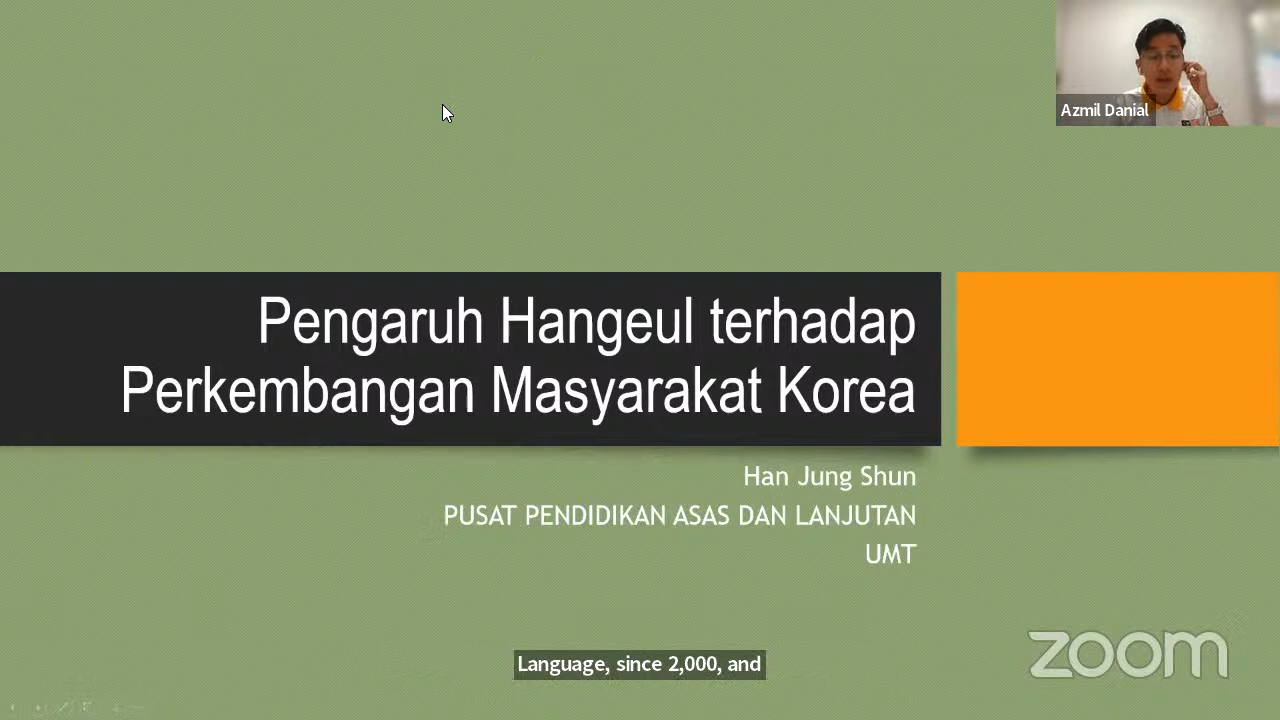 Azmil Danial
Pengaruh Hangeul terhadap
Perkembangan Masyarakat Korea
Han Jung Shun
PUSAT PENDIDIKAN ASAS DAN LANJUTAN
UMT
Language, since 2,000, and
zoom